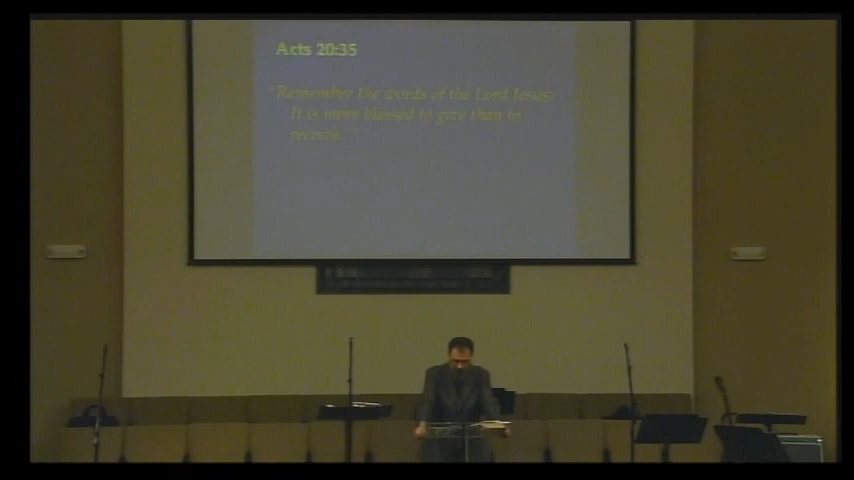 Acts 20:35
"Remember the words of the Lord Jesus:
It is more blessed to give than to
receive."